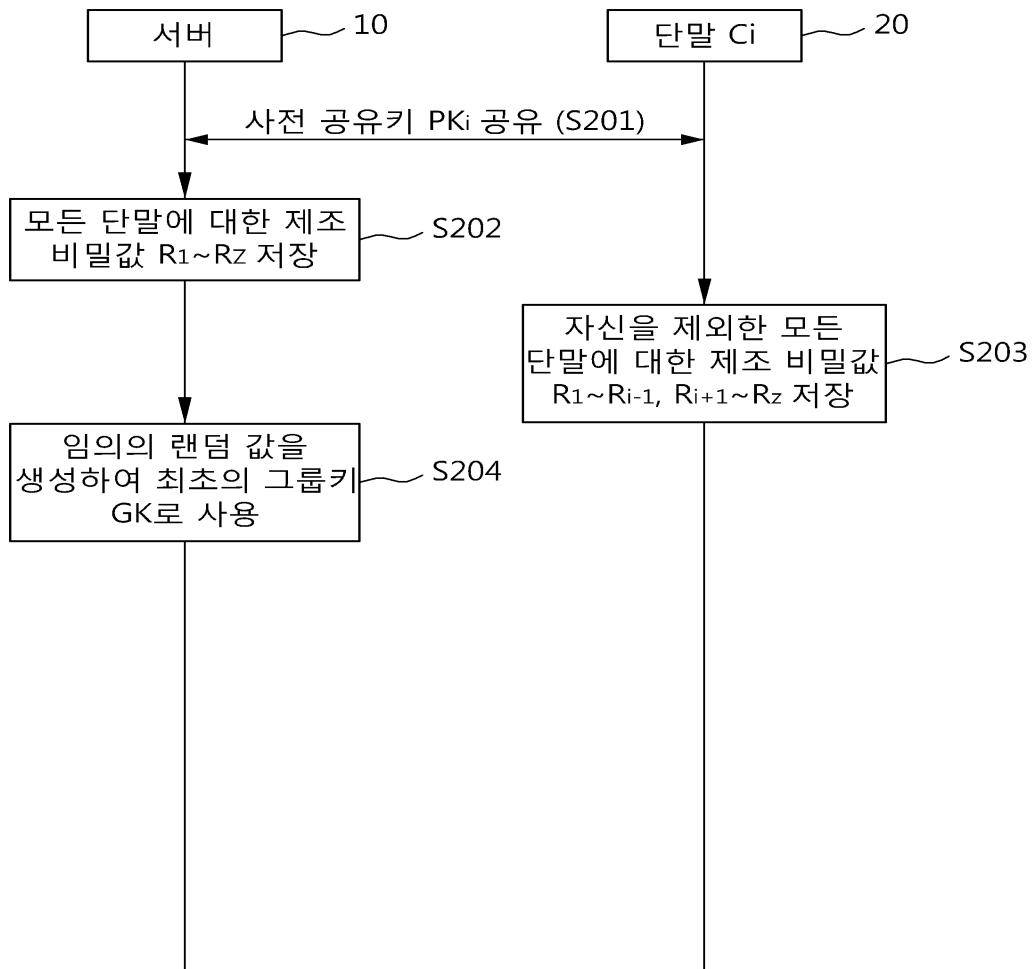 서버
10
단말 Ci
20
사전 공유키 PKi 공유 (S201)
모든 단말에 대한 제조
비밀값 R1~RZ 저장
S202
자신을 제외한 모든
단말에 대한 제조 비밀값
R1~Ri-1, Ri+1~Rz 저장
S203
임의의 랜덤 값을
생성하여 최초의 그룹키
GK로 사용
S204